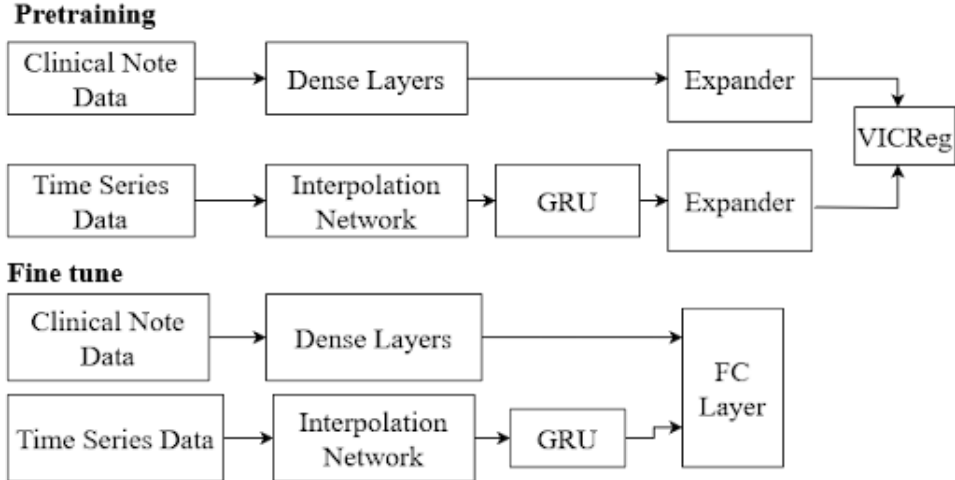 Pretraining
Clinical Note
Data
Dense Layers
Expander
VICReg
Time Series
Data
Interpolation
Network
GRU
Expander
Fine tune
Clinical Note
Data
Dense Layers
FC
Layer
Time Series Data
Interpolation
Network
GRU